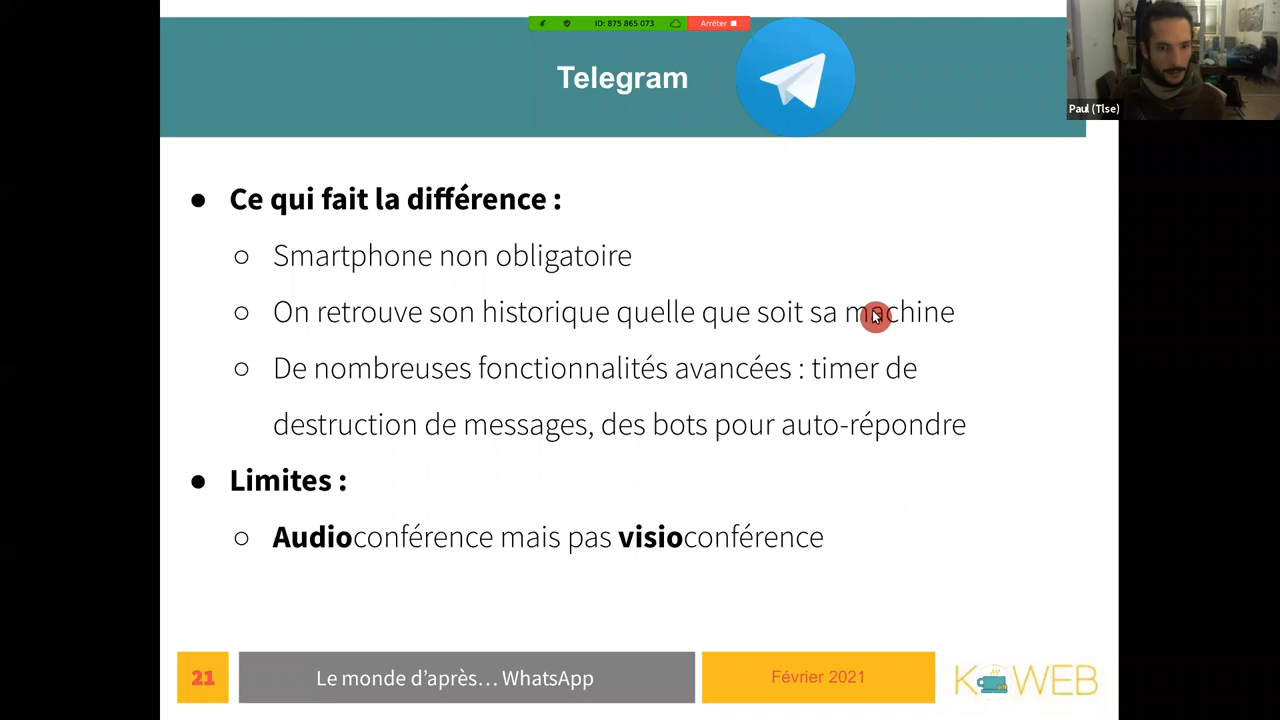 ID: 875 865 073 Arrêter
Telegram
Paul (Tlse)
● Ce qui fait la différence :
○ Smartphone non obligatoire
○ On retrouve son historique quelle que soit sa machine
○ De nombreuses fonctionnalités avancées : timer de
destruction de messages, des bots pour auto-répondre
● Limites :
○ Audioconférence mais pas visioconférence
21 Le monde d’après… WhatsApp Février 2021 KAWEB